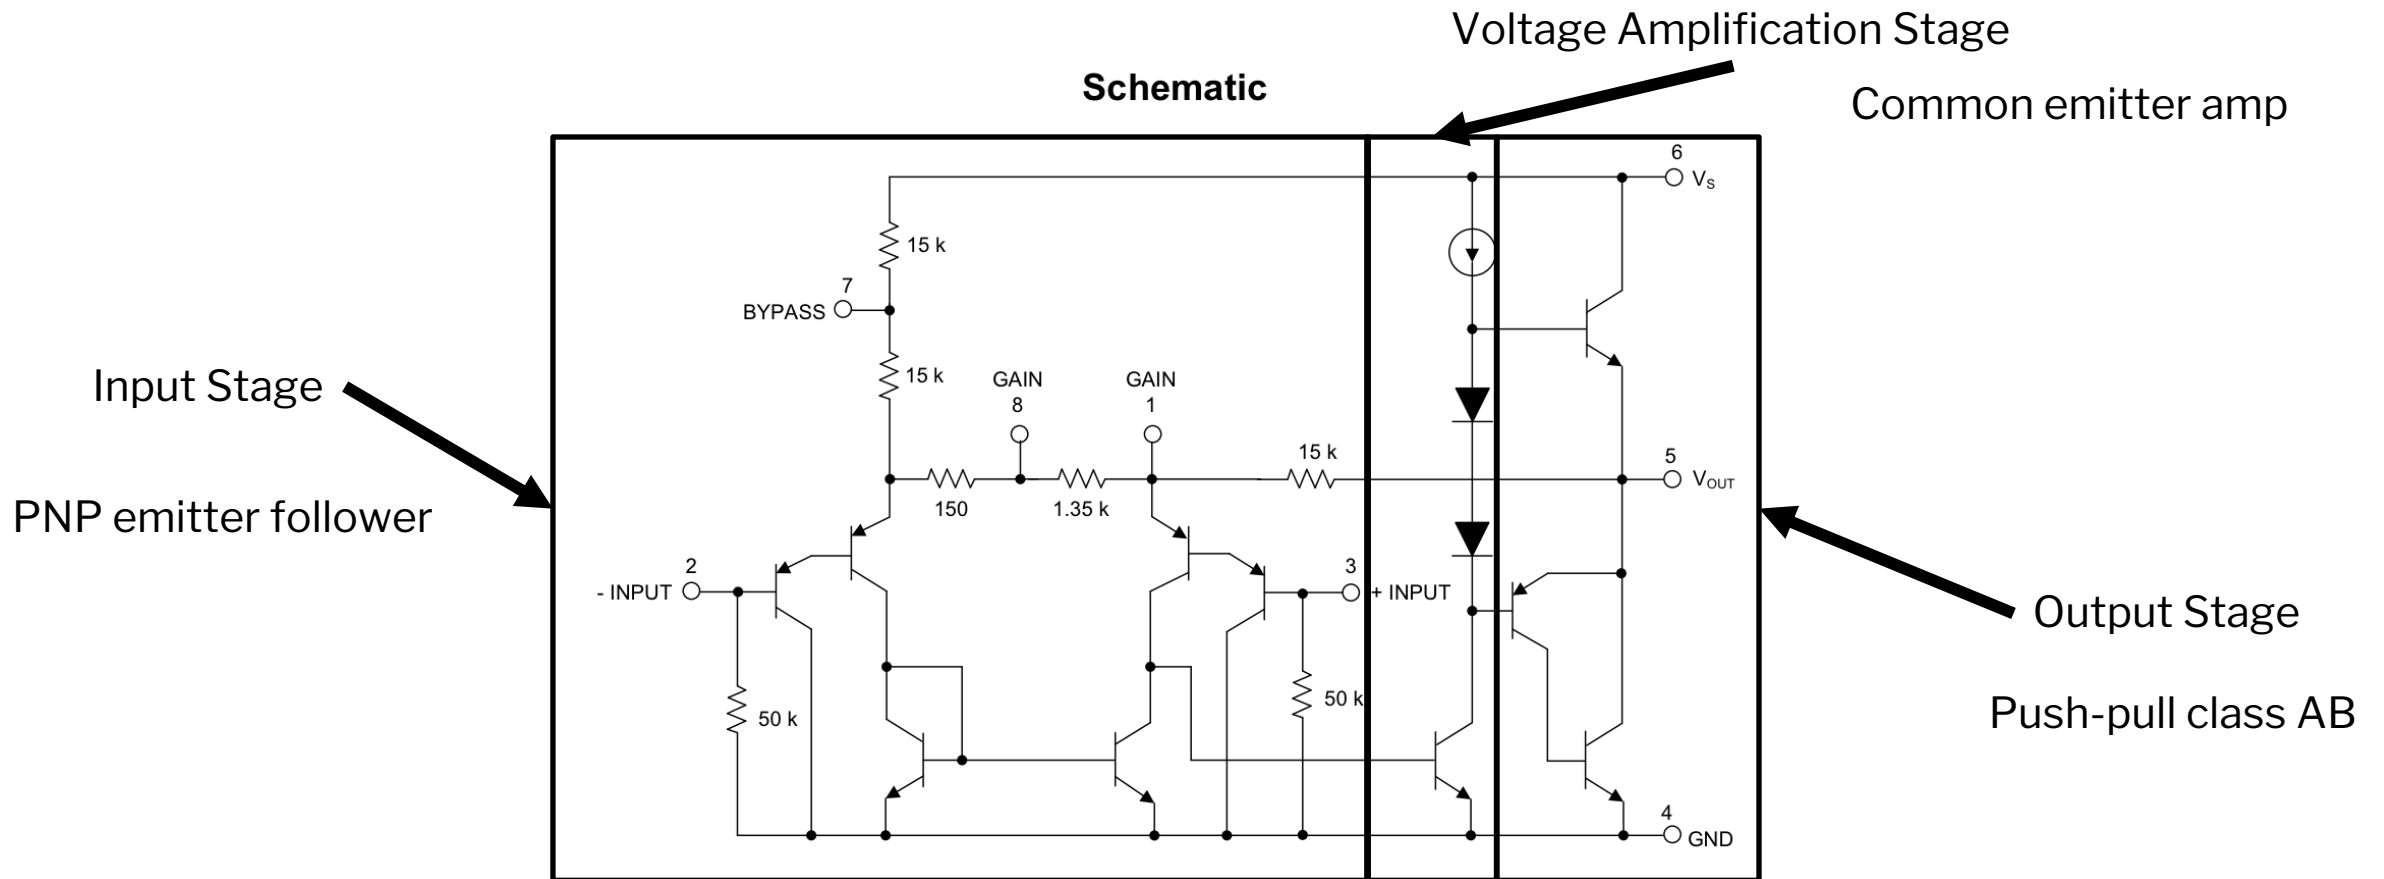 Voltage Amplification Stage
Schematic
Common emitter amp
6
VS
15 k
7
BYPASS
Input Stage
15 k
GAIN
8
GAIN
1
15 k
5
VOUT
150
1.35 k
PNP emitter follower
2
- INPUT
3
+ INPUT
Output Stage
50 k
50 k
Push-pull class AB
4
GND